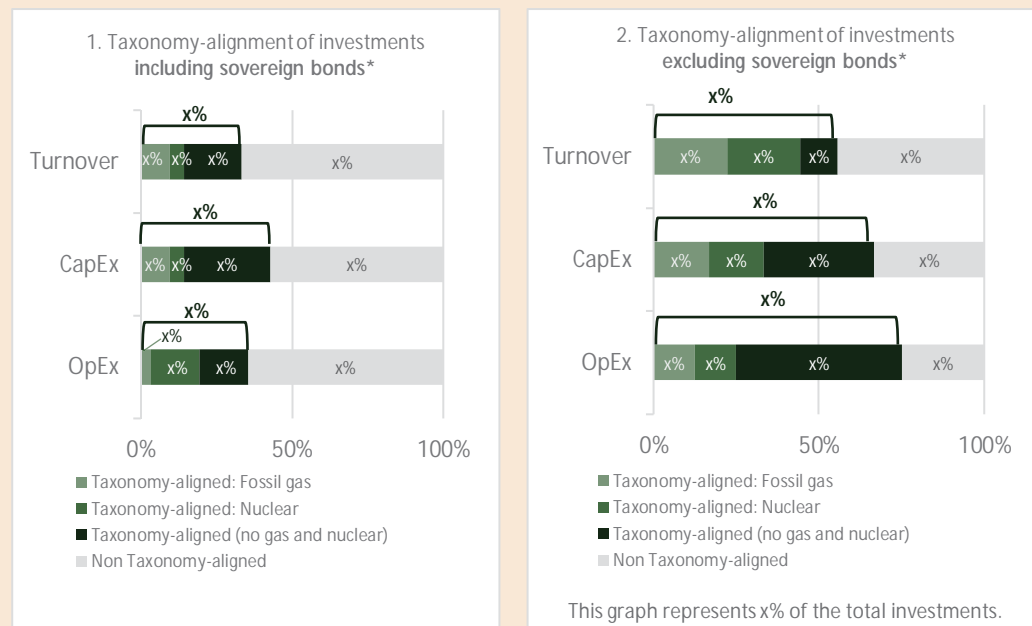 1. Taxonomy-alignment of investments
including sovereign bonds*
x%
Turnover
x% x% x% x%
x%
CapEx
x% x% x% x%
x%
x%
OpEx
x% x% x%
0% 50% 100%
Taxonomy-aligned: Fossil gas
Taxonomy-aligned: Nuclear
Taxonomy-aligned (no gas and nuclear)
Non Taxonomy-aligned
2. Taxonomy-alignment of investments
excluding sovereign bonds*
x%
Turnover
x% x% x% x%
x%
CapEx
x% x% x% x%
x%
OpEx
x% x% x% x%
0% 50% 100%
Taxonomy-aligned: Fossil gas
Taxonomy-aligned: Nuclear
Taxonomy-aligned (no gas and nuclear)
Non Taxonomy-aligned
This graph represents x% of the total investments.